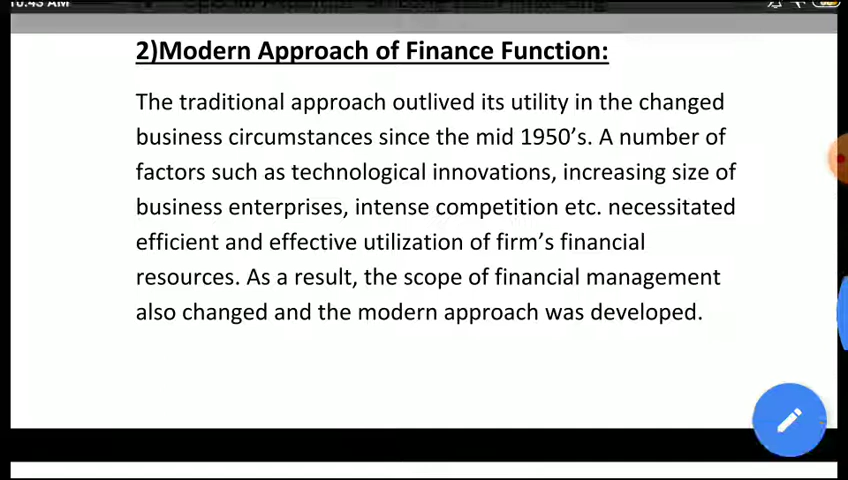 10:43 AM
2)Modern Approach of Finance Function:
The traditional approach outlived its utility in the changed
business circumstances since the mid 1950's. A number of
factors such as technological innovations, increasing size of
business enterprises, intense competition etc. necessitated
efficient and effective utilization of firm's financial
resources. As a result, the scope of financial management
also changed and the modern approach was developed.